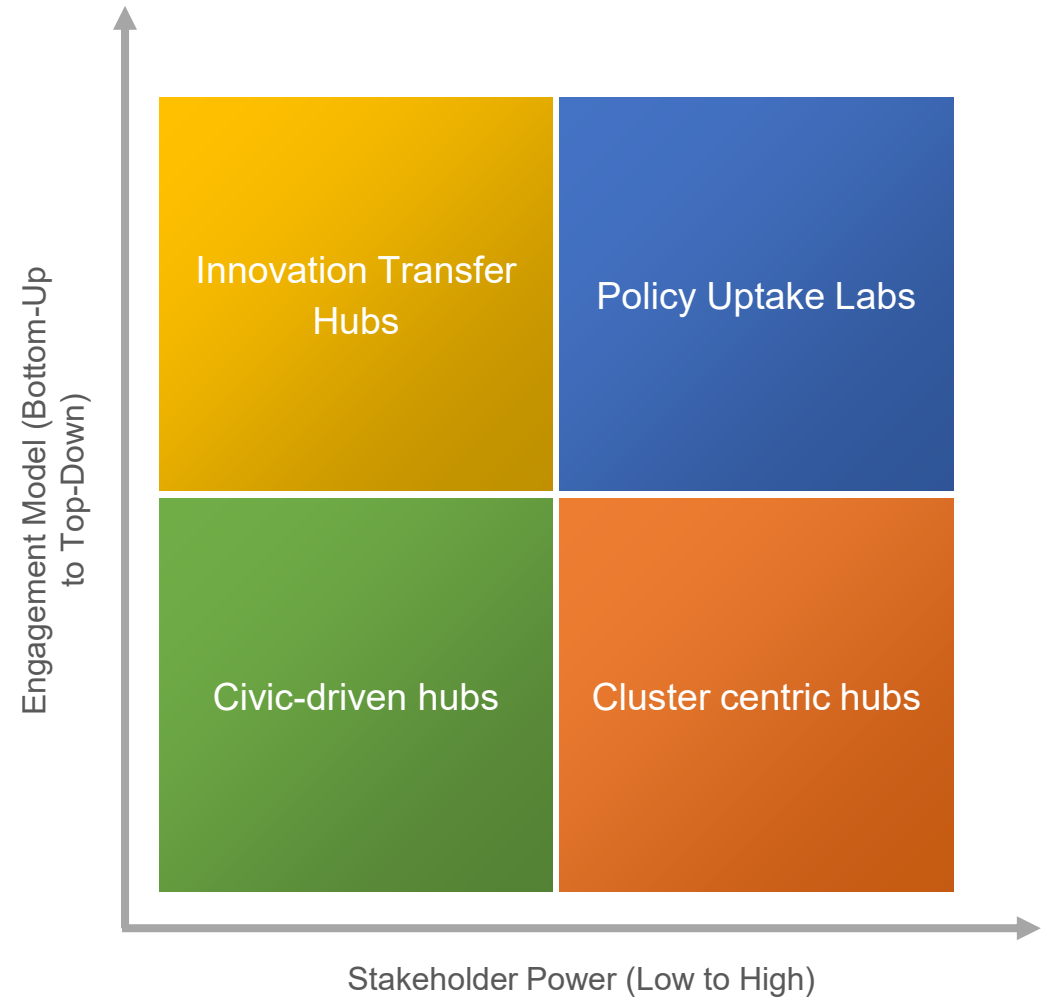 Engagement Model (Bottom-Up
to Top-Down)
Innovation Transfer
Hubs
Policy Uptake Labs
Civic-driven hubs
Cluster centric hubs
Stakeholder Power (Low to High)